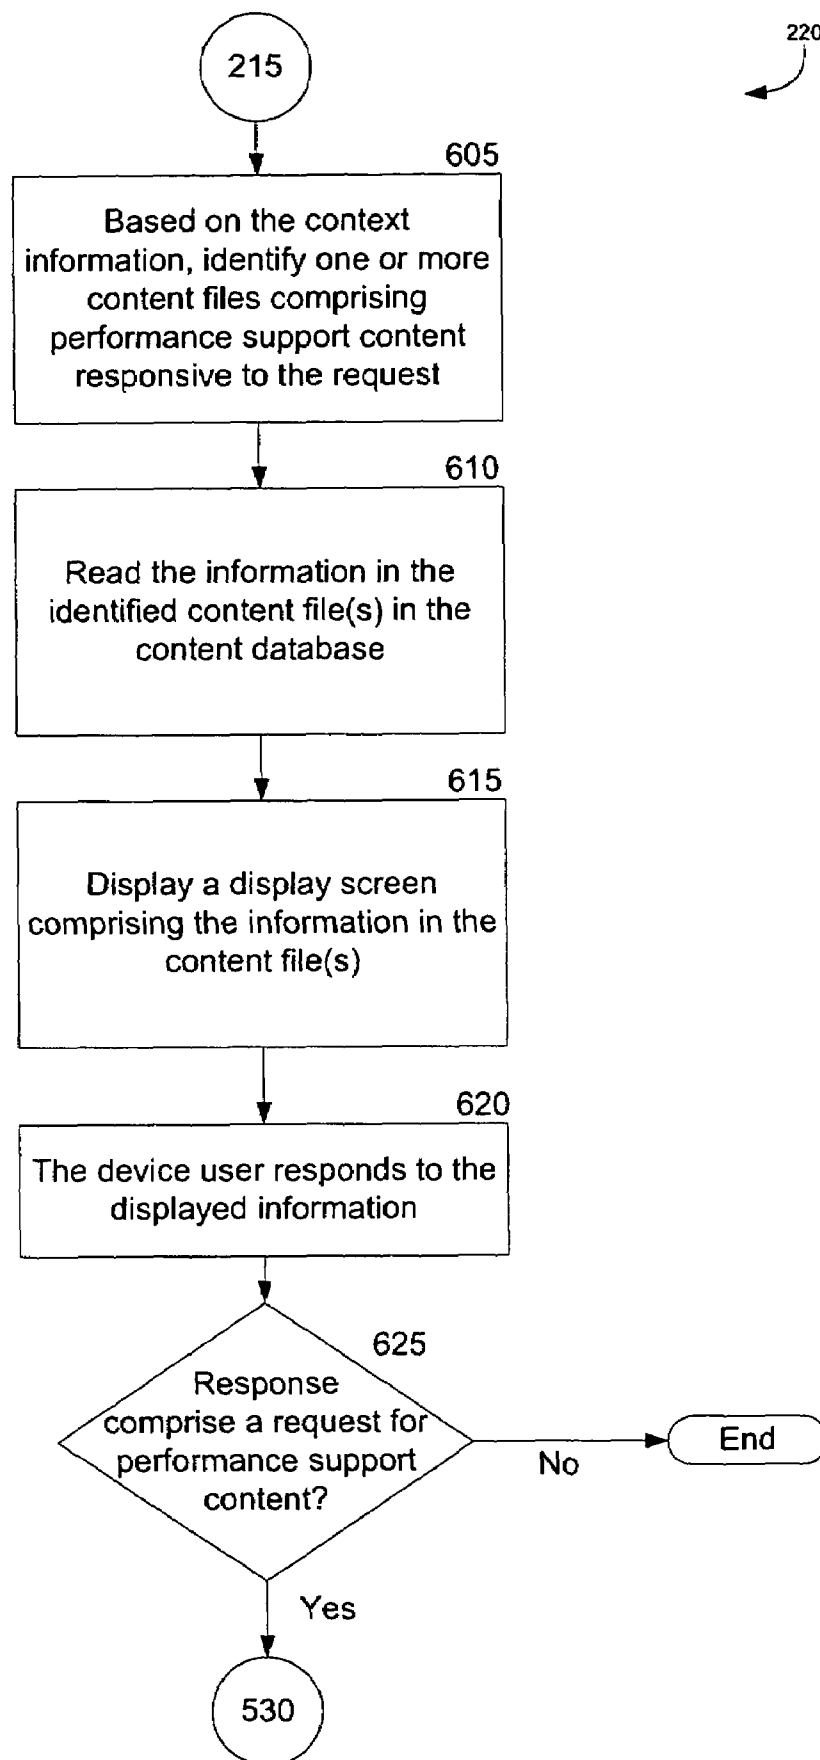 215
220
605
Based on the context
information, identify one or more
content files comprising
performance support content
responsive to the request
610
Read the information in the
identified content file(s) in the
content database
615
Display a display screen
comprising the information in the
content file(s)
620
The device user responds to the
displayed information
625
Response
comprise a request for
performance support
content?
No
End
Yes
530